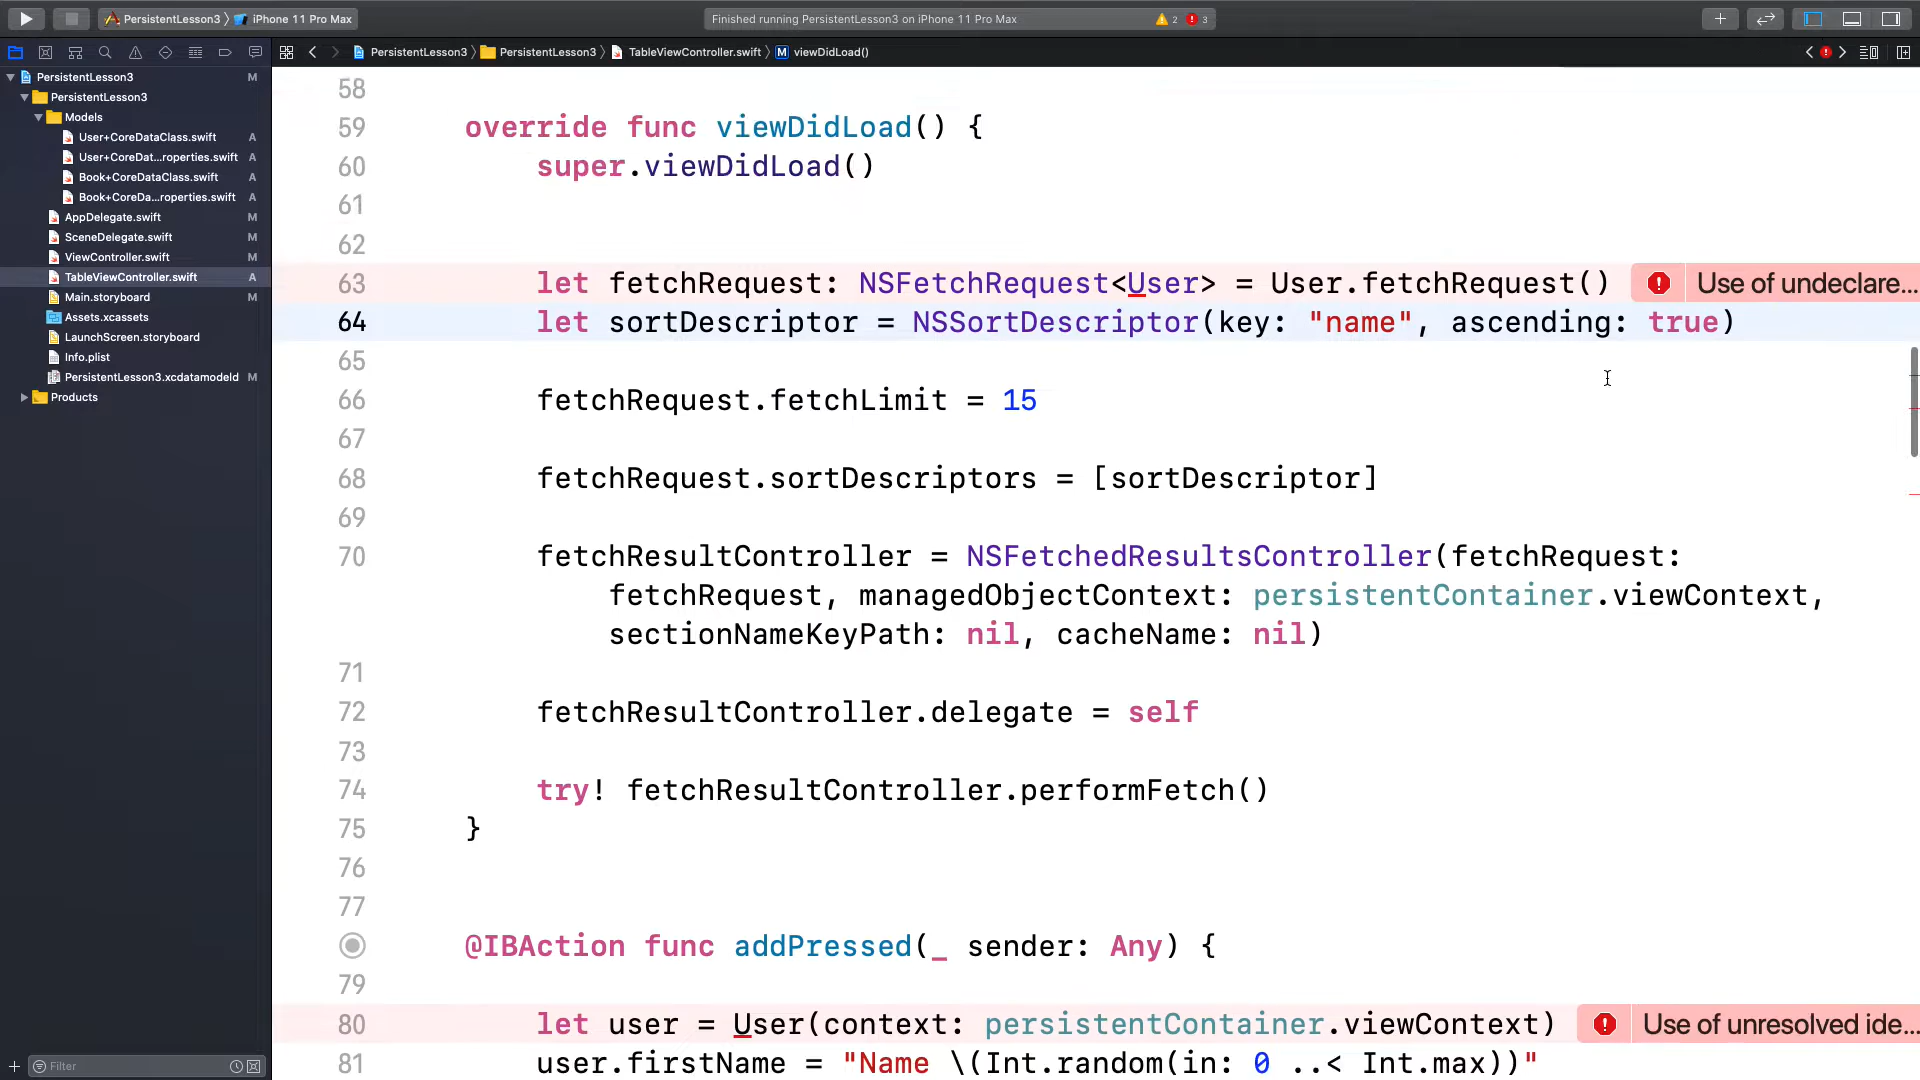 PersistentLesson3 〉 iPhone 11 Pro Max
Finished running PersistentLesson3 on iPhone 11 Pro Max
2
3
PersistentLesson3 〉 PersistentLesson3 〉 TableViewController.swift 〉 M viewDidLoad()
PersistentLesson3 M
PersistentLesson3
Models
User+CoreDataClass.swift A
User+CoreDat...roperties.swift A
Book+CoreDataClass.swift A
Book+CoreDa...roperties.swift A
AppDelegate.swift M
SceneDelegate.swift M
ViewController.swift M
TableViewController.swift A
Main.storyboard M
Assets.xcassets
LaunchScreen.storyboard
Info.plist
PersistentLesson3.xcdatamodeld M
Products
Filter
58
59 override func viewDidLoad() {
60 super.viewDidLoad()
61
62
63 let fetchRequest: NSFetchRequest<User> = User.fetchRequest() Use of undeclare...
64 let sortDescriptor = NSSortDescriptor(key: "name", ascending: true)
65
66 fetchRequest.fetchLimit = 15
67
68 fetchRequest.sortDescriptors = [sortDescriptor]
69
70 fetchResultController = NSFetchedResultsController(fetchRequest:
fetchRequest, managedObjectContext: persistentContainer.viewContext,
sectionNameKeyPath: nil, cacheName: nil)
71
72 fetchResultController.delegate = self
73
74 try! fetchResultController.performFetch()
75 }
76
77
@IBAction func addPressed(_ sender: Any) {
79
80 let user = User(context: persistentContainer.viewContext) Use of unresolved ide...
81 user.firstName = "Name \(Int.random(in: 0 ..< Int.max))"